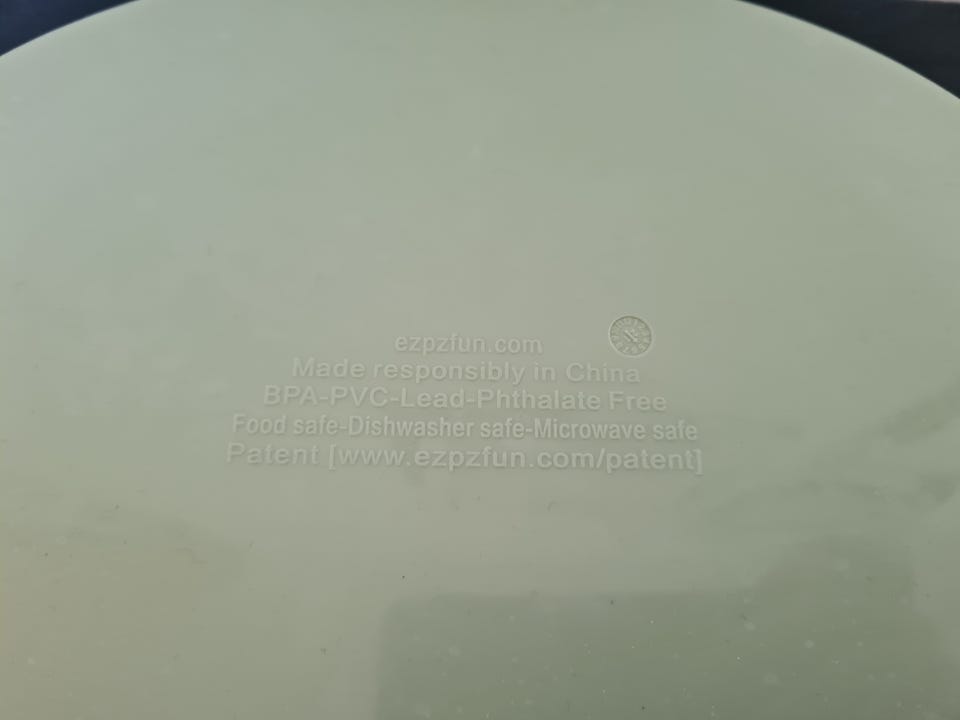 ezpzfun.com
Made responsibly in China
BPA-PVC-Lead-Phthalate Free
Food safe-Dishwasher safe-Microwave safe
Patent [www.ezpzfun.com/patent]